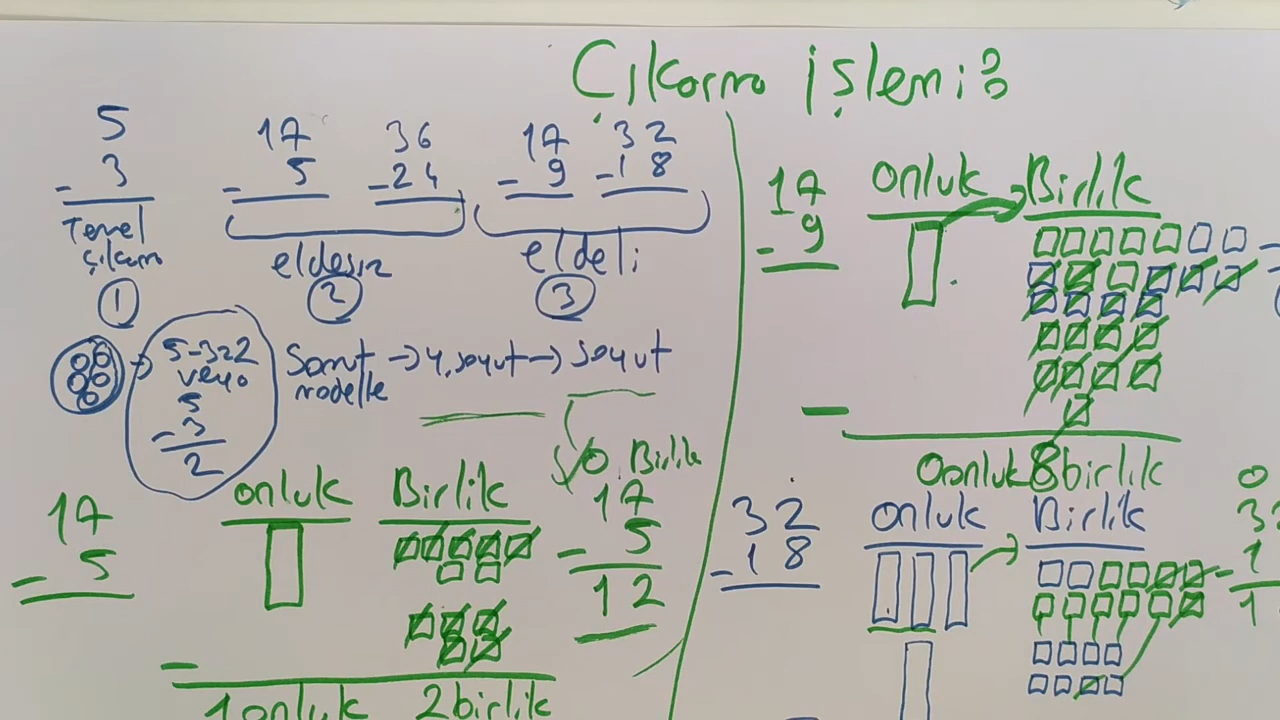 Çıkarma işlemi:
5
- 3
Temel
çıkarma
1
17
- 5
36
- 24
eldesiz
2
17
- 9
32
- 18
eldeli
3
5-3=2
veya
5
- 3
2
Somut → y.soyut → soyut
modelle
17
- 5
onluk Birlik
-
1 onluk 2 birlik
Birlik
17
- 5
12
17
- 9
Onluk Birlik
-
0 onluk 8 birlik
32
- 18
Onluk Birlik